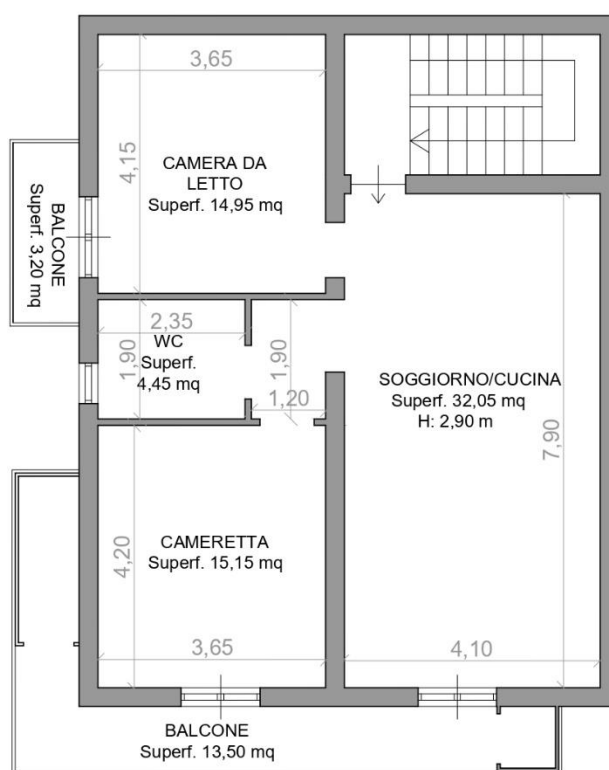 3,65
4,15
CAMERA DA
LETTO
Superf. 14,95 mq
BALCONE
Superf. 3,20 mq
2,35
WC
Superf.
4,45 mq
1,90
1,90
1,20
SOGGIORNO/CUCINA
Superf. 32,05 mq
H: 2,90 m
7,90
CAMERETTA
Superf. 15,15 mq
4,20
3,65
4,10
BALCONE
Superf. 13,50 mq